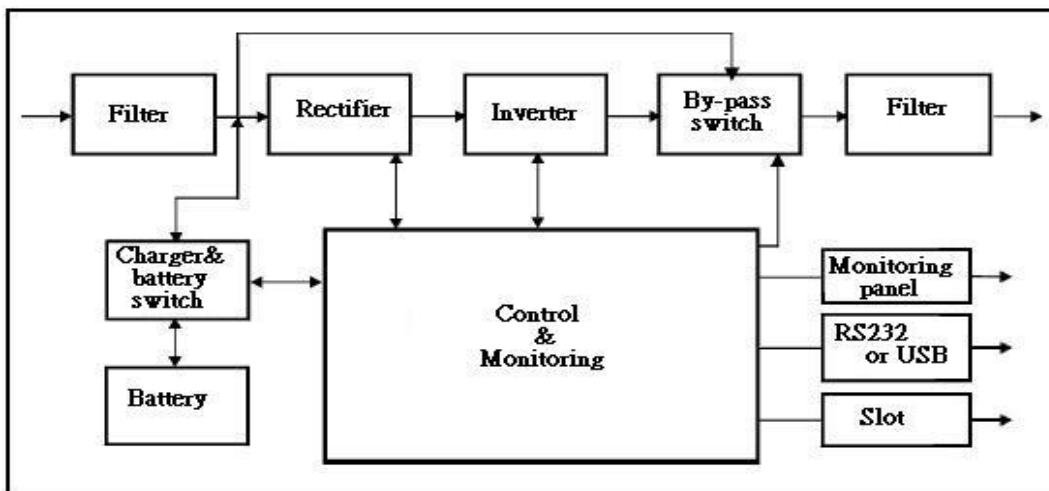 Filter
Rectifier
Inverter
By-pass
switch
Filter
Charger&
battery
switch
Battery
Control
&
Monitoring
Monitoring
panel
RS232
or USB
Slot